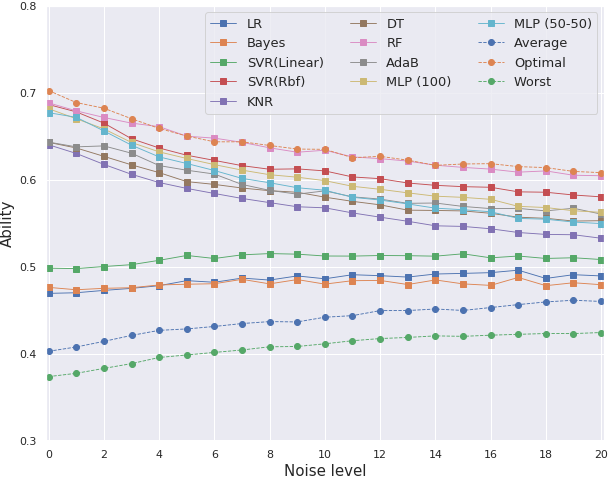 0.8
0.7
0.6
0.5
0.4
0.3
Ability
LR DT MLP (50-50)
Bayes RF Average
SVR(Linear) AdaB Optimal
SVR(Rbf) MLP (100) Worst
KNR
0 2 4 6 8 10 12 14 16 18 20
Noise level